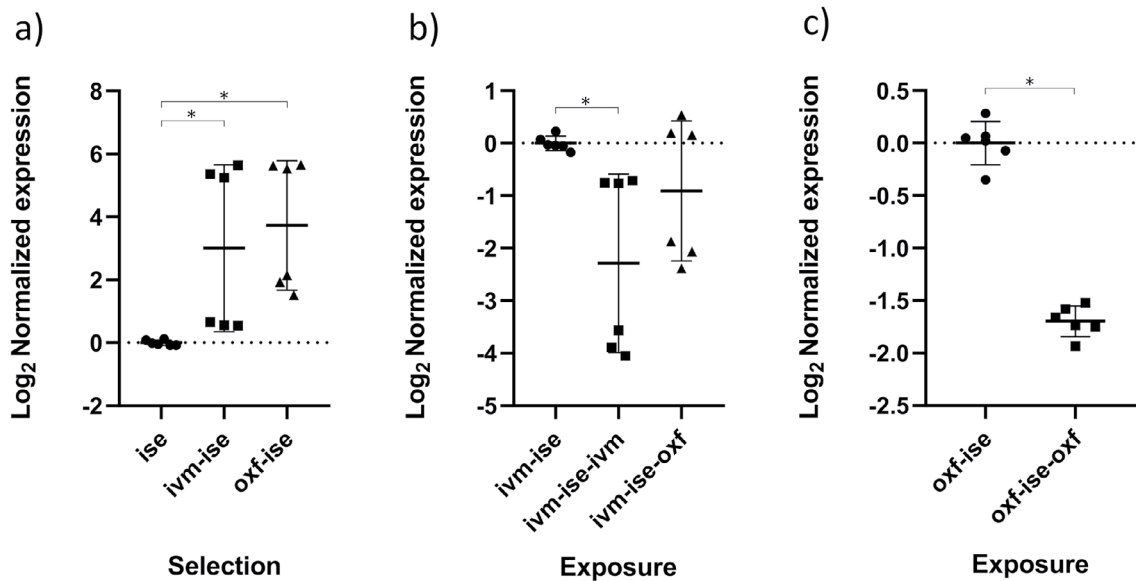 a)
Log2 Normalized expression
8
6
4
2
0
-2
*
*
ise
ivm-ise
oxf-ise
Selection
b)
Log2 Normalized expression
1
0
-1
-2
-3
-4
-5
*
ivm-ise
ivm-ise-ivm
ivm-ise-oxf
Exposure
c)
Log2 Normalized expression
0.5
0.0
-0.5
-1.0
-1.5
-2.0
-2.5
*
oxf-ise
oxf-ise-oxf
Exposure